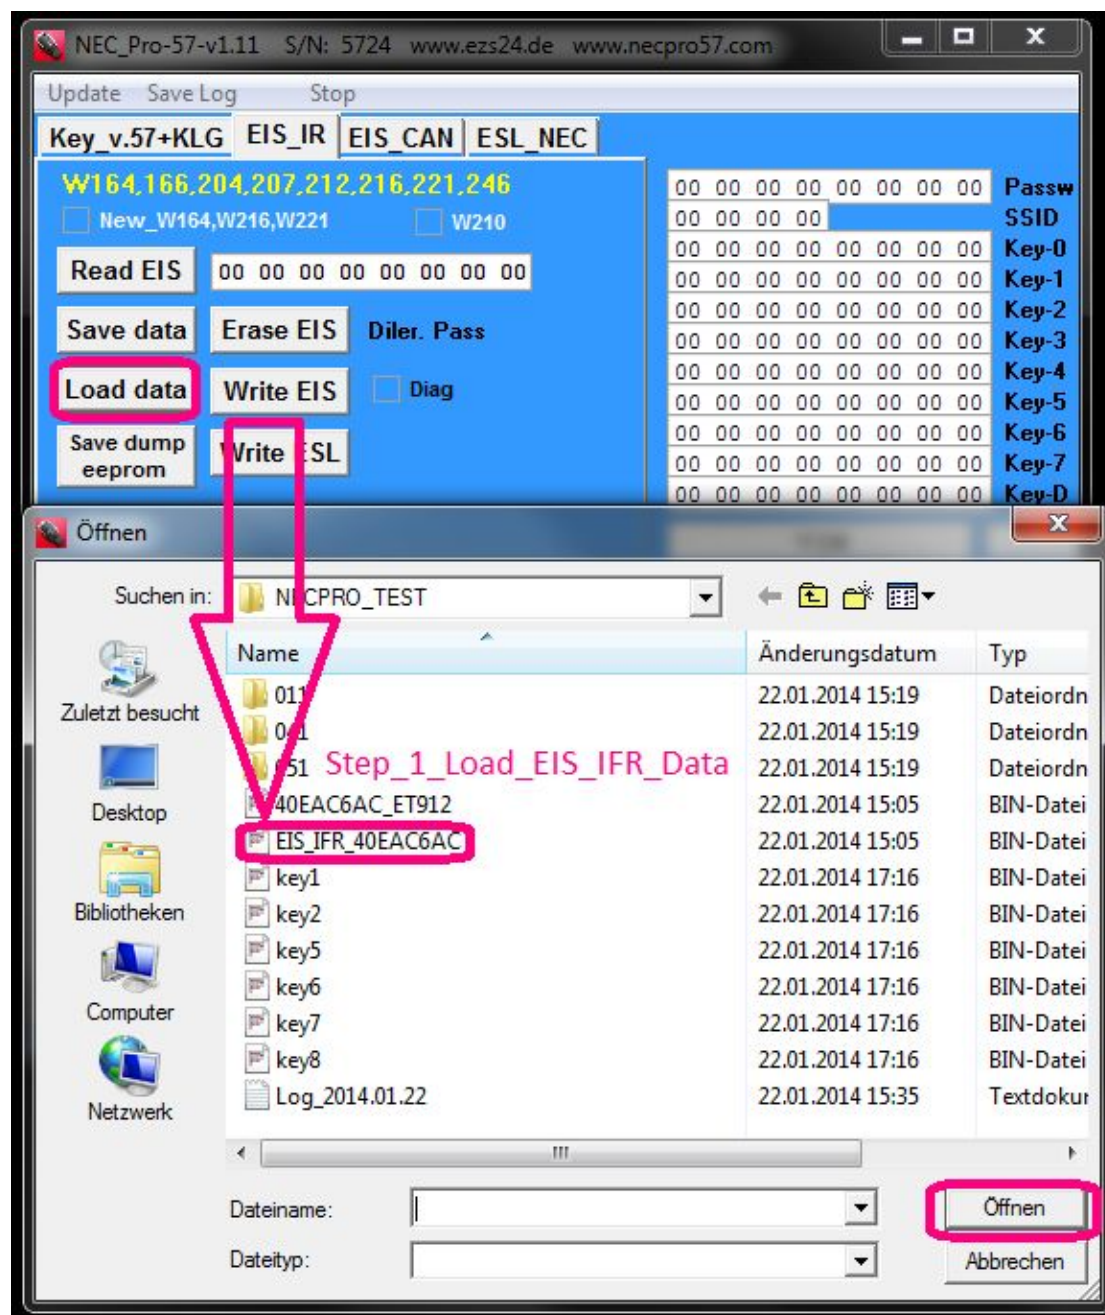 NEC_Pro-57-v1.11 S/N: 5724 www.ezs24.de www.necpro57.com
Update Save Log Stop
Key_v.57+KLG EIS_IR EIS_CAN ESL_NEC
W164,166,204,207,212,216,221,246
New_W164,W216,W221 W210
Read EIS 00 00 00 00 00 00 00 00
Save data Erase EIS Diler. Pass
Load data Write EIS Diag
Save dump eeprom Write ESL
00 00 00 00 00 00 00 00 Passw
00 00 00 00 SSID
00 00 00 00 00 00 00 00 Key-0
00 00 00 00 00 00 00 00 Key-1
00 00 00 00 00 00 00 00 Key-2
00 00 00 00 00 00 00 00 Key-3
00 00 00 00 00 00 00 00 Key-4
00 00 00 00 00 00 00 00 Key-5
00 00 00 00 00 00 00 00 Key-6
00 00 00 00 00 00 00 00 Key-7
00 00 00 00 00 00 00 00 Key-D
Öffnen
Suchen in: NECPRO_TEST
Zuletzt besucht
Desktop
Bibliotheken
Computer
Netzwerk
Name Änderungsdatum Typ
011 22.01.2014 15:19 Dateiordn
041 22.01.2014 15:19 Dateiordn
051 22.01.2014 15:19 Dateiordn
Step_1_Load_EIS_IFR_Data
40EAC6AC_ET912 22.01.2014 15:05 BIN-Datei
EIS_IFR_40EAC6AC 22.01.2014 15:05 BIN-Datei
key1 22.01.2014 17:16 BIN-Datei
key2 22.01.2014 17:16 BIN-Datei
key5 22.01.2014 17:16 BIN-Datei
key6 22.01.2014 17:16 BIN-Datei
key7 22.01.2014 17:16 BIN-Datei
key8 22.01.2014 17:16 BIN-Datei
Log_2014.01.22 22.01.2014 15:35 Textdokur
Dateiname: Öffnen
Dateityp: Abbrechen